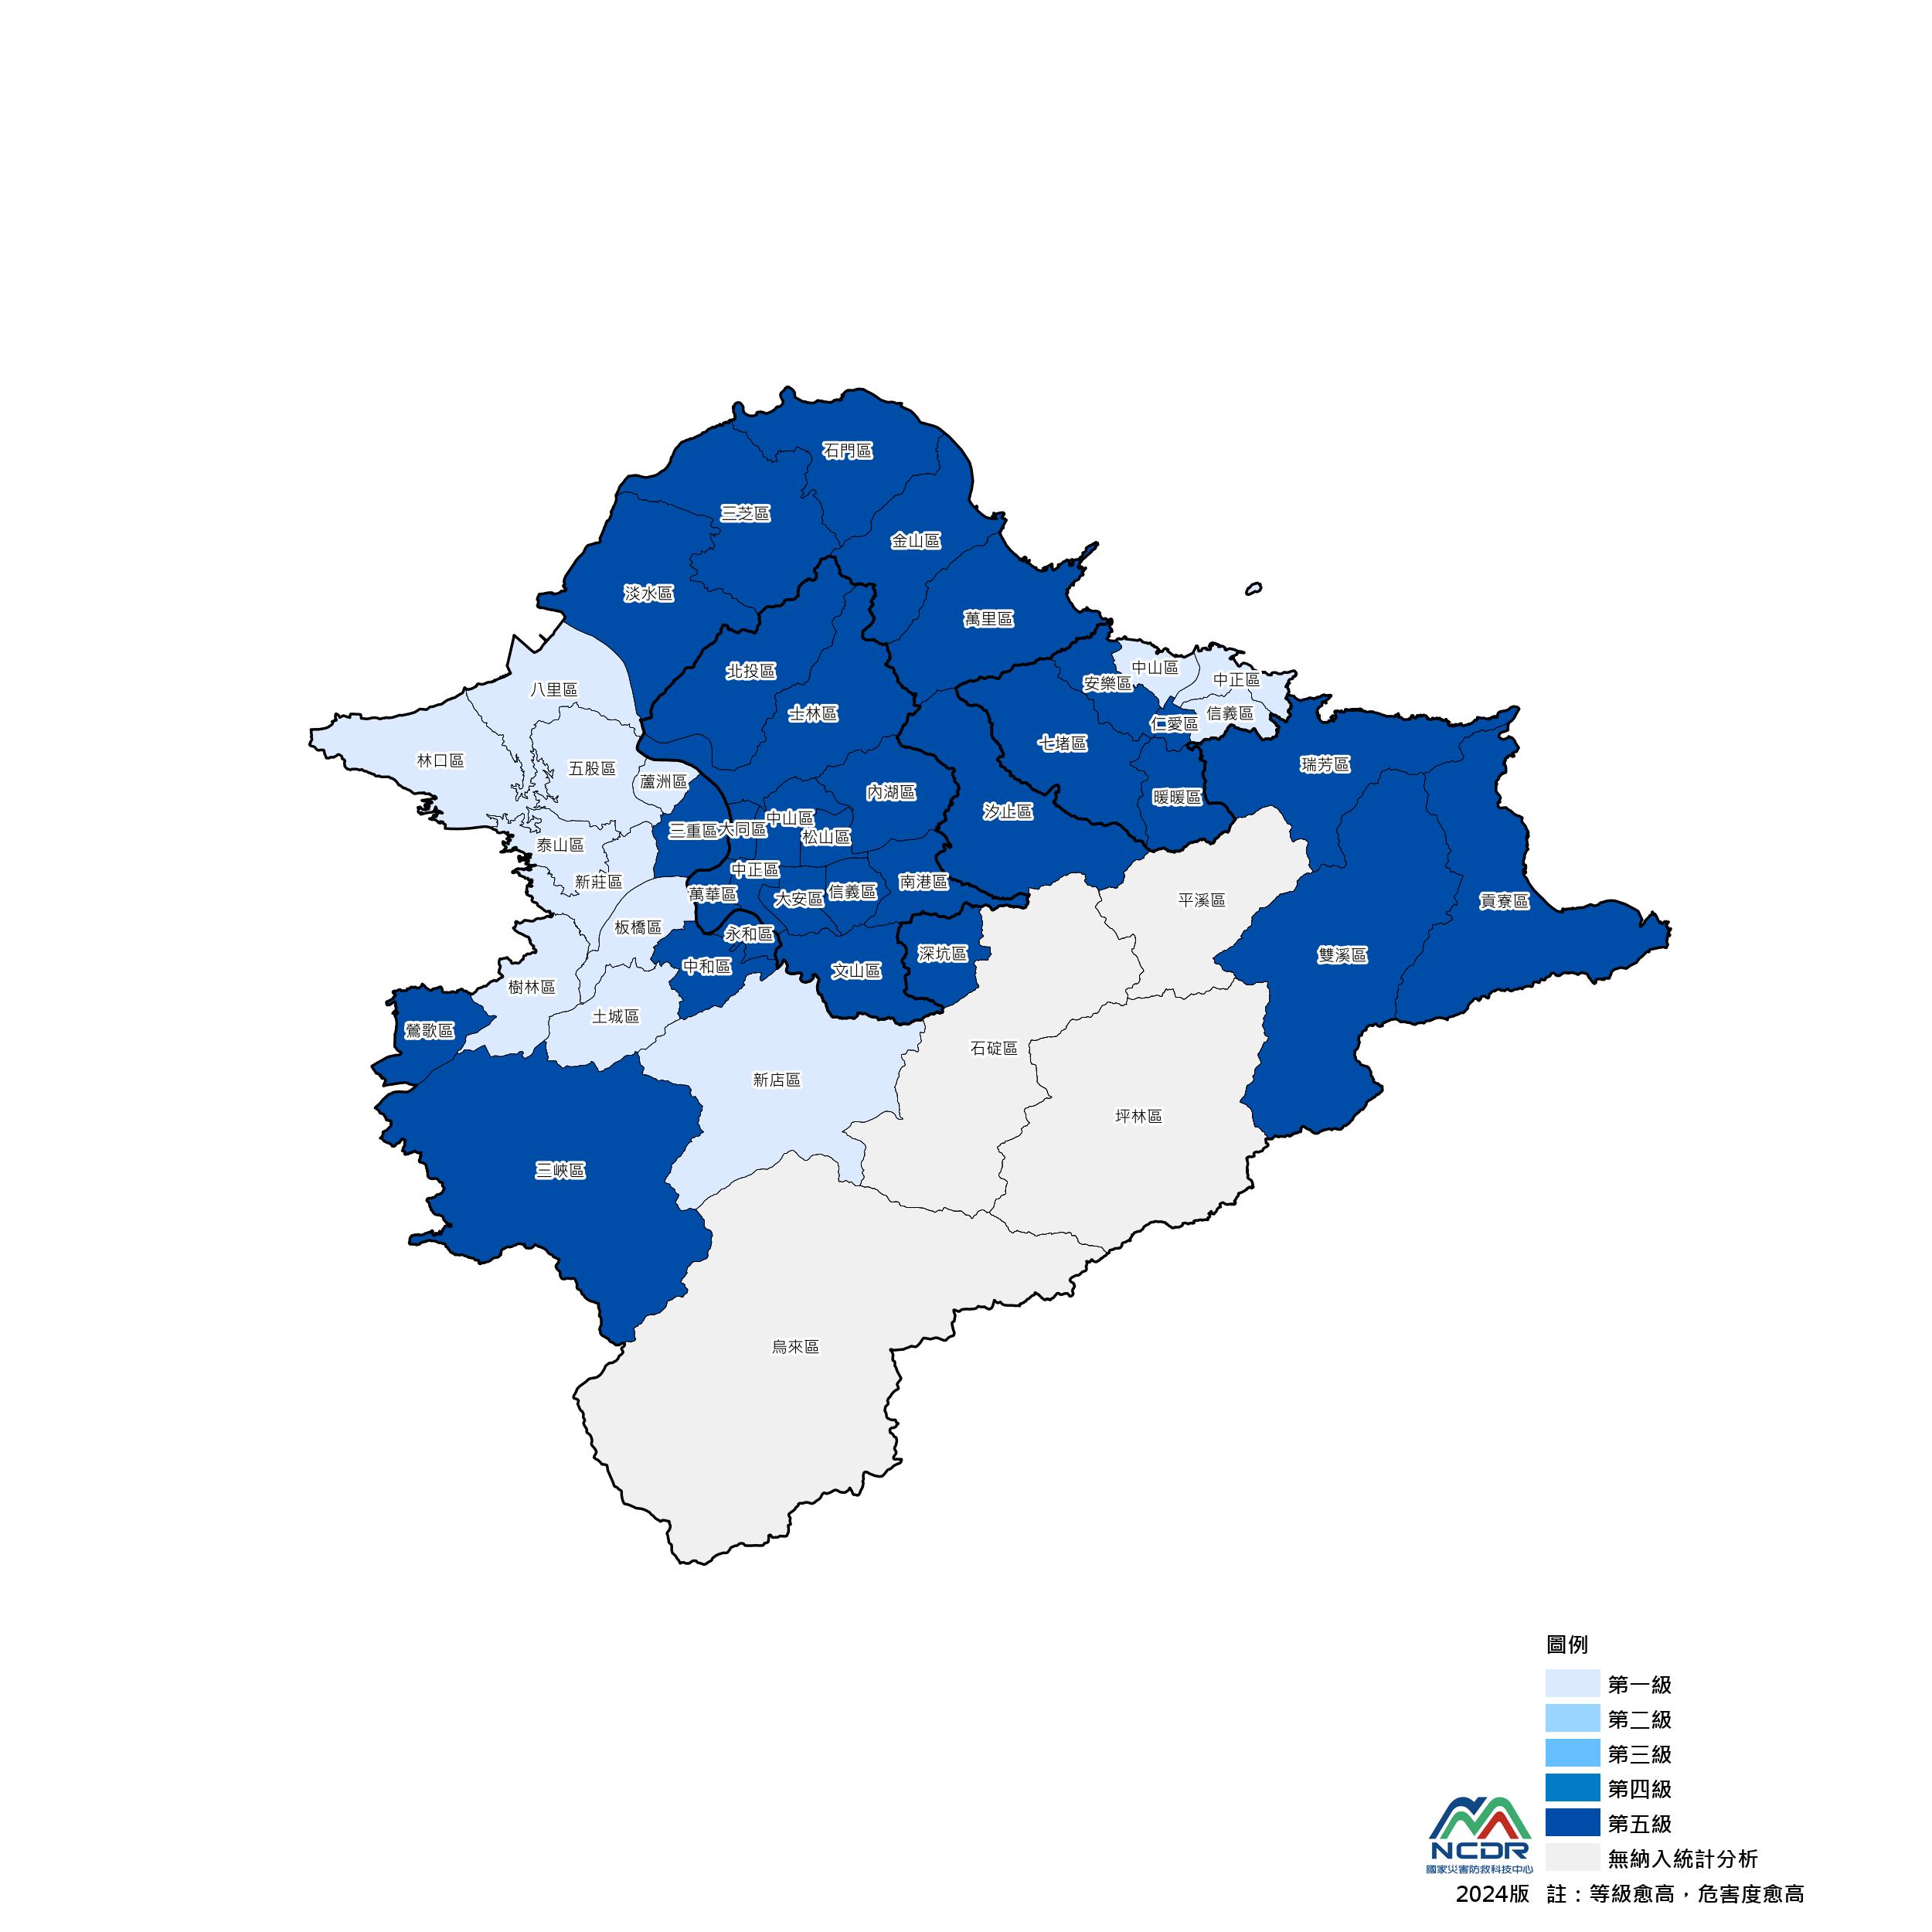 石門區
三芝區
金山區
淡水區
萬里區
北投區
中山區
中正區
安樂區
八里區
士林區
信義區
仁愛區
七堵區
林口區
五股區
瑞芳區
蘆洲區
內湖區
暖暖區
汐止區
中山區
三重區
大同區
松山區
泰山區
中正區
新莊區
南港區
萬華區
信義區
大安區
平溪區
貢寮區
板橋區
永和區
深坑區
雙溪區
中和區
文山區
樹林區
土城區
鶯歌區
石碇區
新店區
坪林區
三峽區
烏來區
圖例
第一級
第二級
第三級
第四級
第五級
無納入統計分析
NCDR
國家災害防救科技中心
2024版 註：等級愈高，危害度愈高